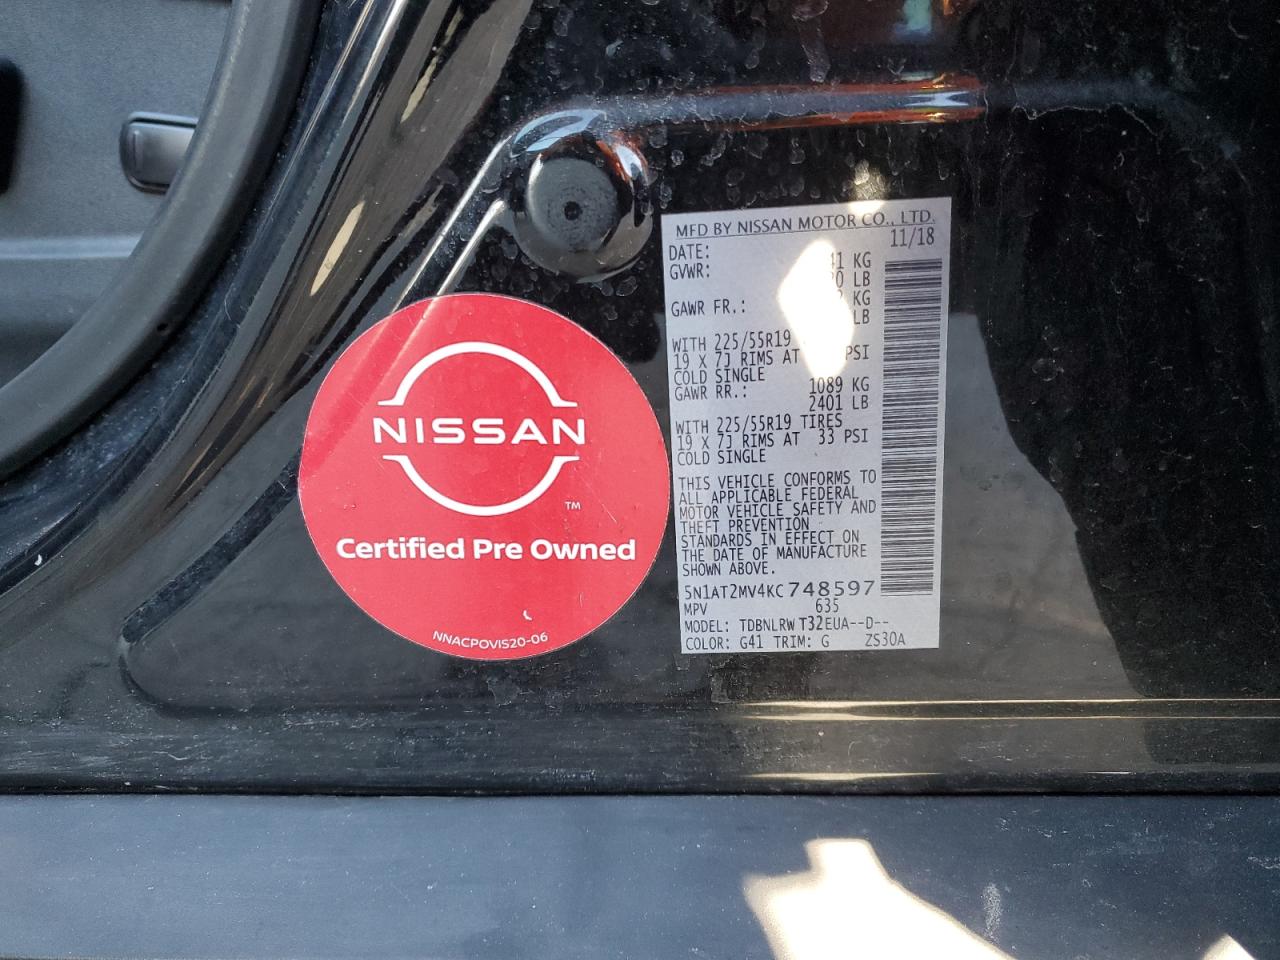 NISSAN
TM
Certified Pre Owned
NNACPOVIS20-06
MFD BY NISSAN MOTOR CO., LTD.
DATE: 11/18
GVWR: KG
LB
GAWR FR.: KG
LB
WITH 225/55R19
19 X 7J RIMS AT PSI
COLD SINGLE
GAWR RR.: 1089 KG
2401 LB
WITH 225/55R19 TIRES
19 X 7J RIMS AT 33 PSI
COLD SINGLE
THIS VEHICLE CONFORMS TO
ALL APPLICABLE FEDERAL
MOTOR VEHICLE SAFETY AND
THEFT PREVENTION
STANDARDS IN EFFECT ON
THE DATE OF MANUFACTURE
SHOWN ABOVE.
5N1AT2MV4KC748597
MPV 635
MODEL: TDBNLRW T32EUA--D--
COLOR: G41 TRIM: G ZS30A